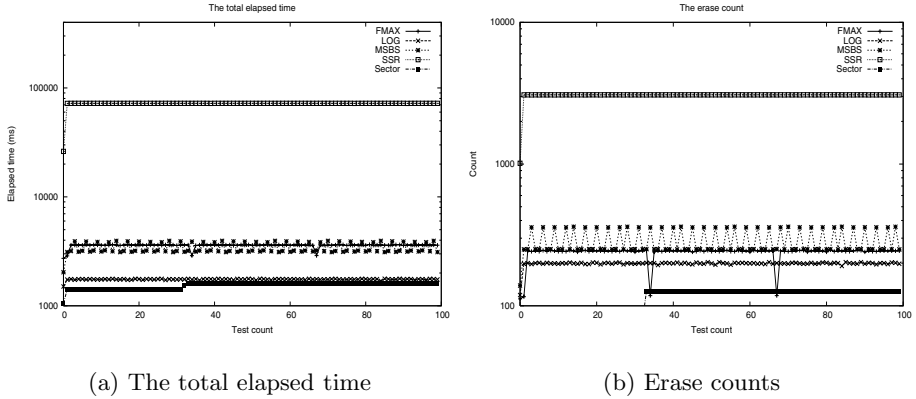 The total elapsed time
FMAX
LOG
MSBS
SSR
Sector
100000
10000
1000
Elapsed time (ms)
0 20 40 60 80 100
Test count
(a) The total elapsed time
The erase count
FMAX
LOG
MSBS
SSR
Sector
10000
1000
100
Count
0 20 40 60 80 100
Test count
(b) Erase counts